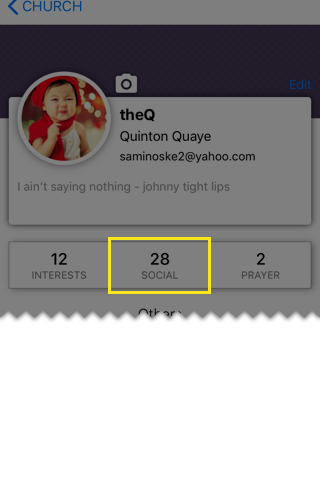 CHURCH
Edit
theQ
Quinton Quaye
saminoske2@yahoo.com
I ain't saying nothing - johnny tight lips
12 28 2
INTERESTS SOCIAL PRAYER